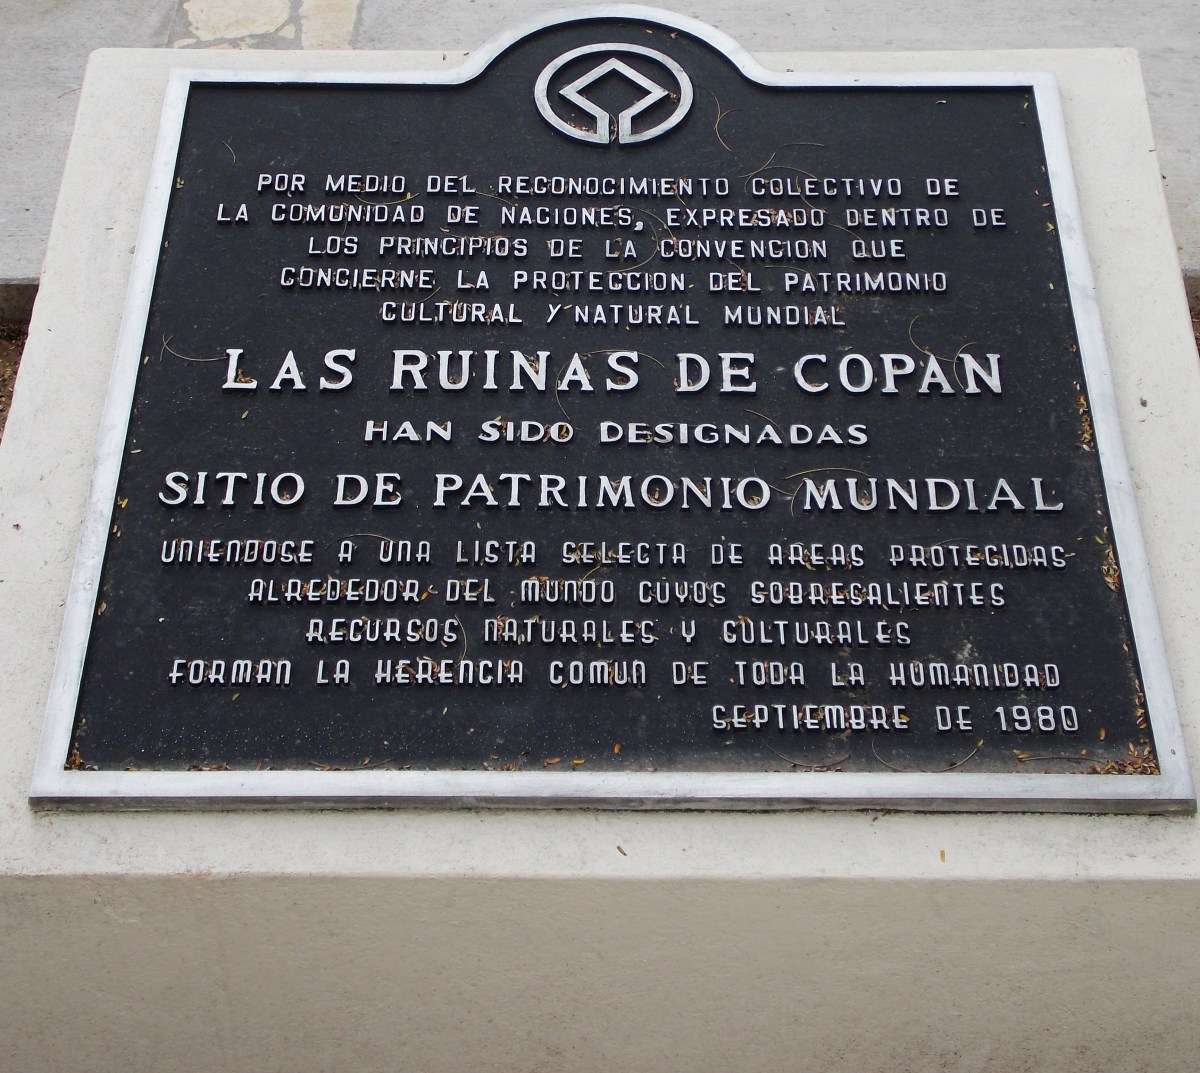 POR MEDIO DEL RECONOCIMIENTO COLECTIVO DE
LA COMUNIDAD DE NACIONES, EXPRESADO DENTRO DE
LOS PRINCIPIOS DE LA CONVENCION QUE
CONCIERNE LA PROTECCION DEL PATRIMONIO
CULTURAL Y NATURAL MUNDIAL
LAS RUINAS DE COPAN
HAN SIDO DESIGNADAS
SITIO DE PATRIMONIO MUNDIAL
UNIENDOSE A UNA LISTA SELECTA DE AREAS PROTEGIDAS
ALREDEDOR DEL MUNDO CUYOS SOBRESALIENTES
RECURSOS NATURALES Y CULTURALES
FORMAN LA HERENCIA COMUN DE TODA LA HUMANIDAD
SEPTIEMBRE DE 1980